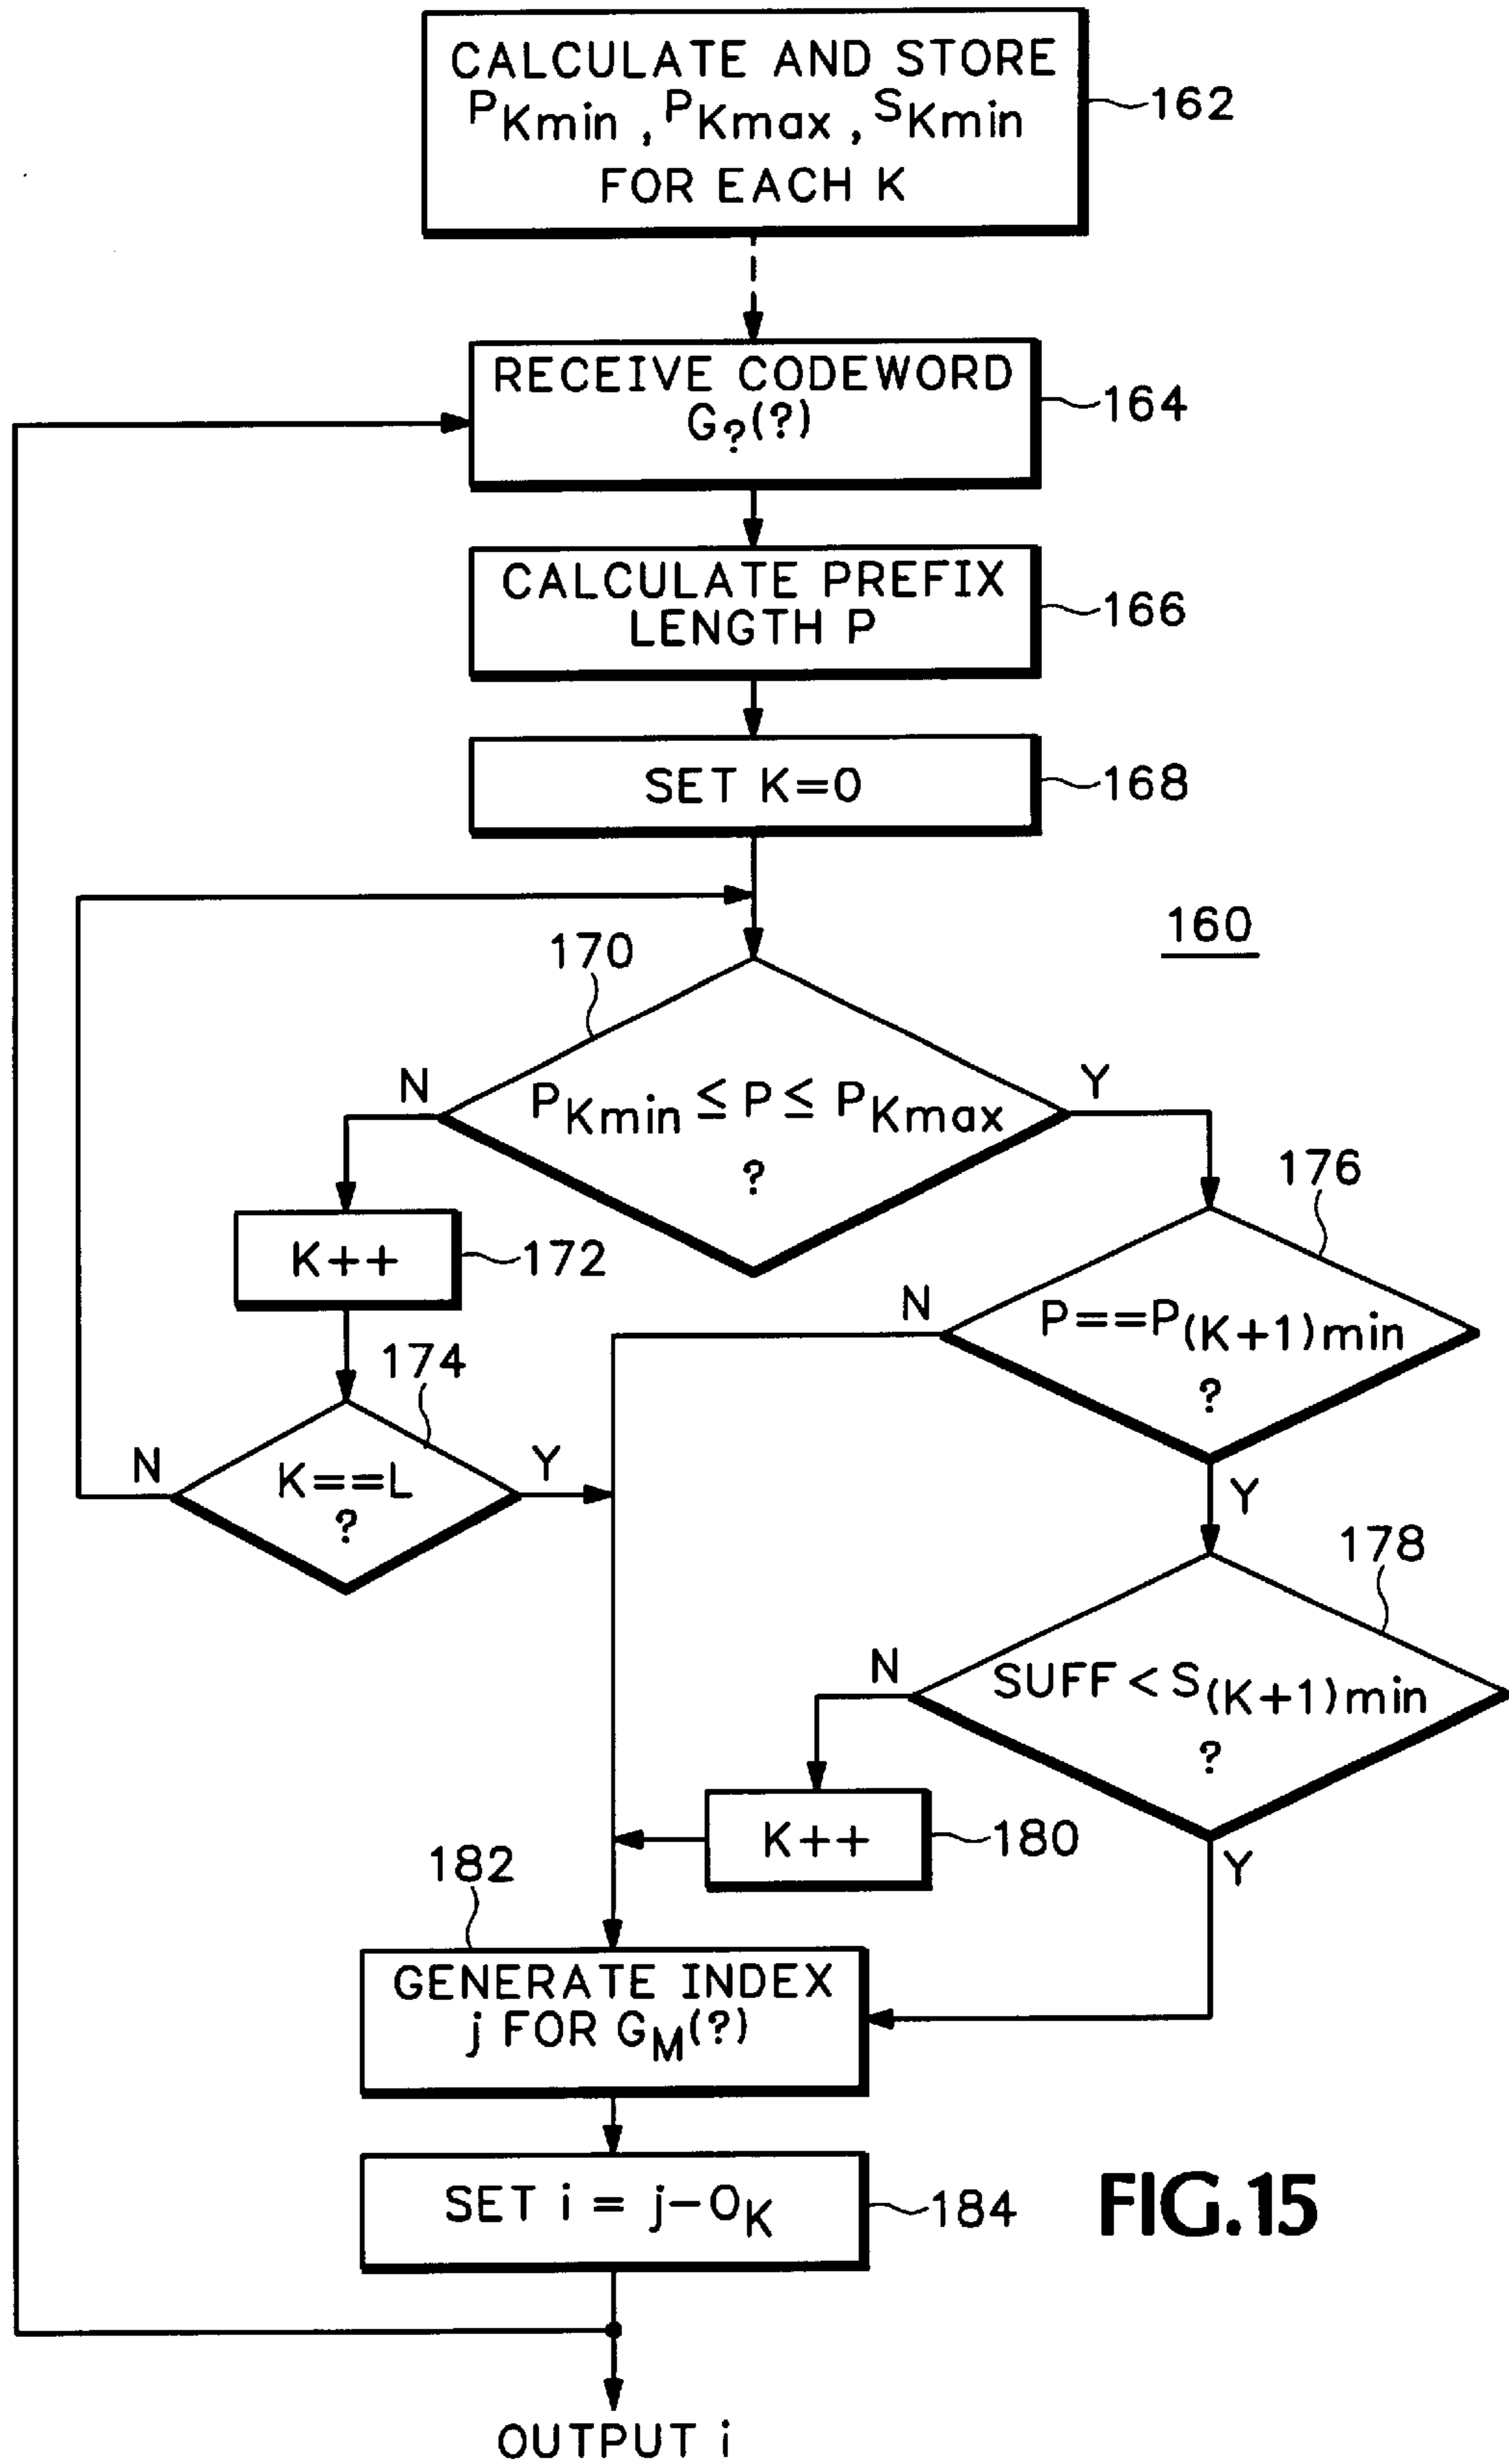 CALCULATE AND STORE
PKmin, PKmax, SKmin
FOR EACH K
162
RECEIVE CODEWORD
G?(?)
164
CALCULATE PREFIX
LENGTH P
166
SET K=0
168
160
170
N
PKmin ≤ P ≤ PKmax
?
Y
176
K++
172
N
P==P(K+1)min
?
174
N
K==L
?
Y
Y
178
N
SUFF < S(K+1)min
?
K++
180
Y
182
GENERATE INDEX
j FOR GM(?)
SET i = j-OK
184
FIG.15
OUTPUT i